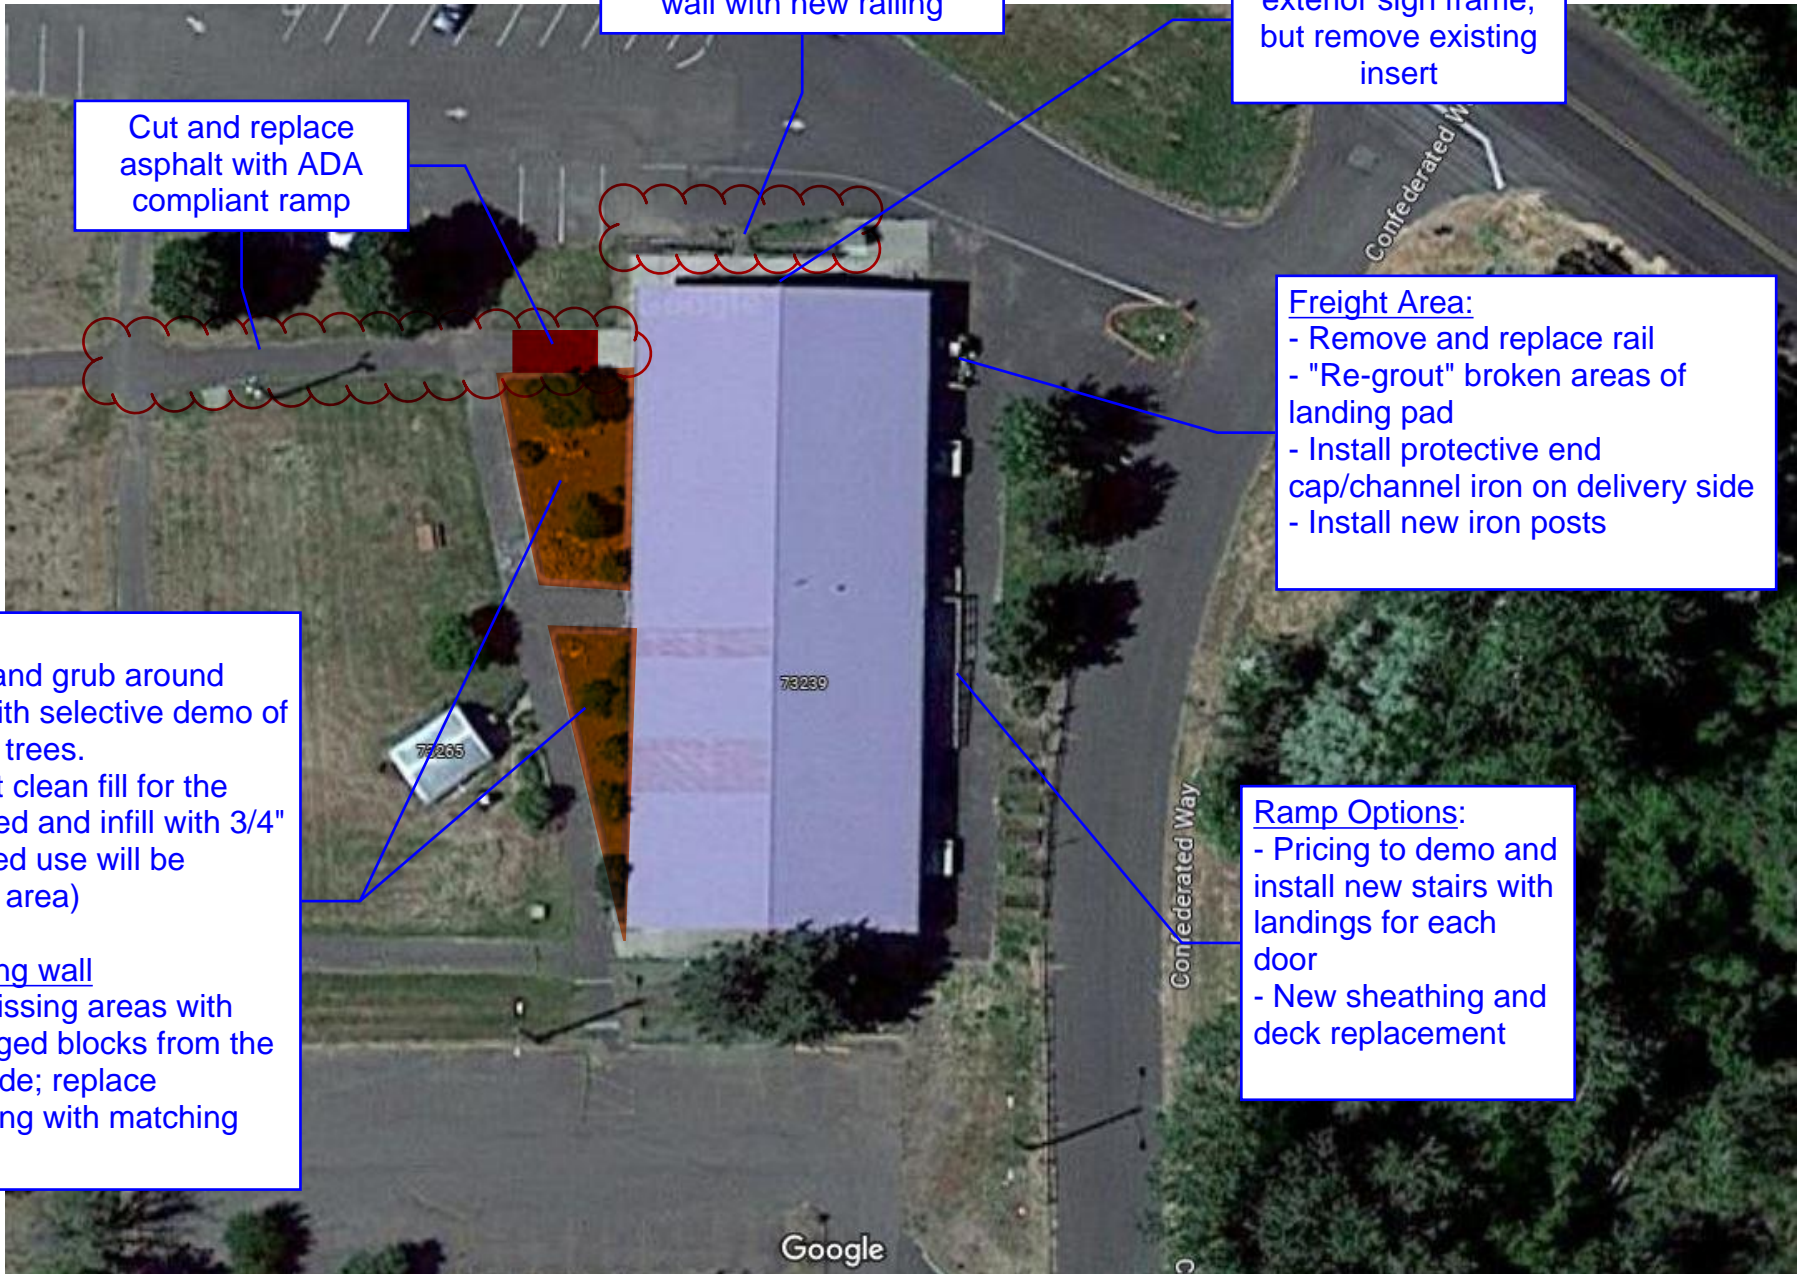 wall with new railing
exterior sign frame,
but remove existing
insert
Cut and replace
asphalt with ADA
compliant ramp
Confederated
Freight Area:
- Remove and replace rail
- "Re-grout" broken areas of
landing pad
- Install protective end
cap/channel iron on delivery side
- Install new iron posts
and grub around
ith selective demo of
trees.
t clean fill for the
ed and infill with 3/4"
ed use will be
area)
ng wall
issing areas with
ged blocks from the
de; replace
ng with matching
73239
73265
Confederated Way
Ramp Options:
- Pricing to demo and
install new stairs with
landings for each
door
- New sheathing and
deck replacement
Google